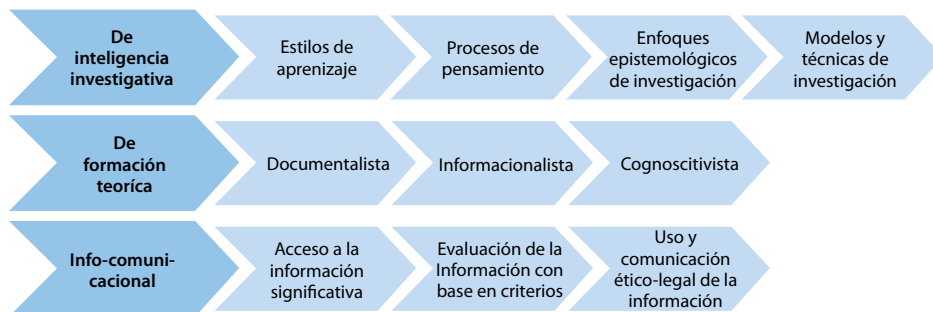 De
inteligencia
investigativa
Estilos de
aprenizaje
Procesos de
pensamiento
Enfoques
epistemológicos
de investigación
Modelos y
técnicas de
investigación
De
formación
teoríca
Documentalista
Informacionalista
Cognoscitivista
Info-comuni-
cacional
Acceso a la
información
significativa
Evaluación de la
Información con
base en criterios
Uso y
comunicación
ético-legal de la
información